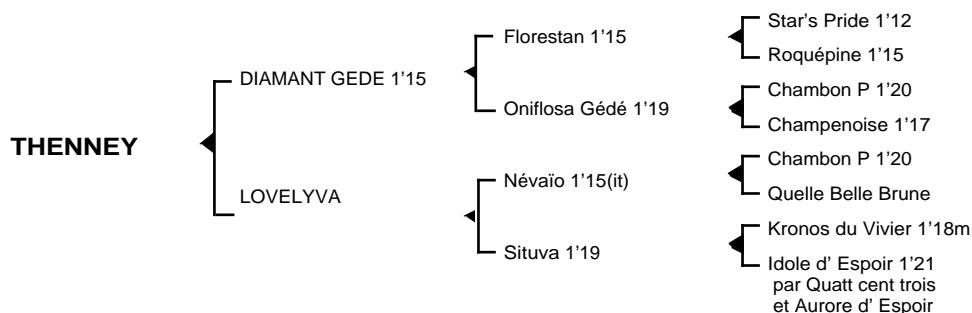 THENNEY
DIAMANT GEDE 1’15
LOVELYVA
Florestan 1’15
Oniflosa Gédé 1’19
Névaïo 1’15(it)
Situva 1’19
Star’s Pride 1’12
Roquépine 1’15
Chambon P 1’20
Champenoise 1’17
Chambon P 1’20
Quelle Belle Brune
Kronos du Vivier 1’18m
Idole d’ Espoir 1’21
par Quatt cent trois
et Aurore d’ Espoir